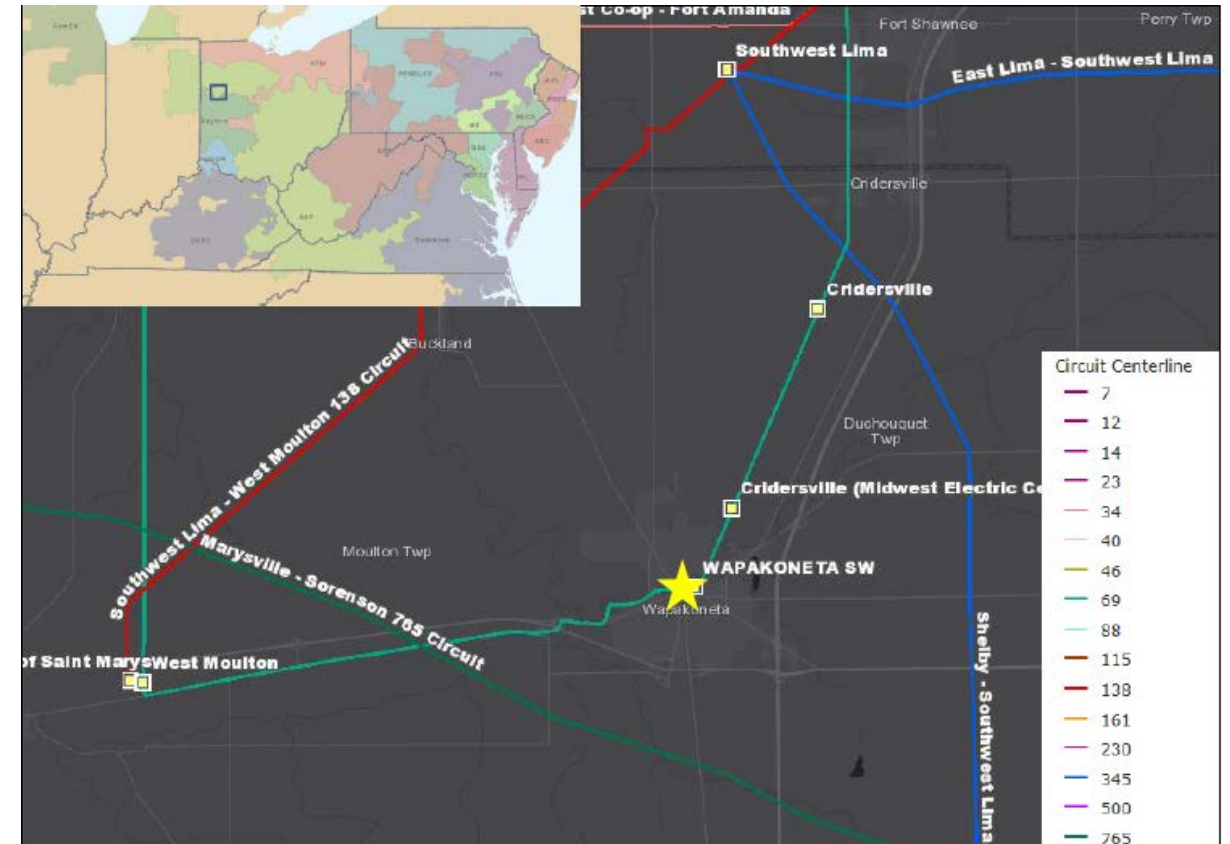 st Co-op - Fort Amanda
Fort Shawnee
Perry Twp
Southwest Lima
East Lima - Southwest Lima
Cridersville
Cridersville
Buckland
Southwest Lima - West Moulton 138 Circuit
Duchouquet
Twp
Cridersville (Midwest Electric Co
Marysville - Sorenson 765 Circuit
Moulton Twp
WAPAKONETA SW
Wapakoneta
of Saint Marys
West Moulton
Shelby - Southwest Lima
Circuit Centerline
7
12
14
23
34
40
46
69
88
115
138
161
230
345
500
765